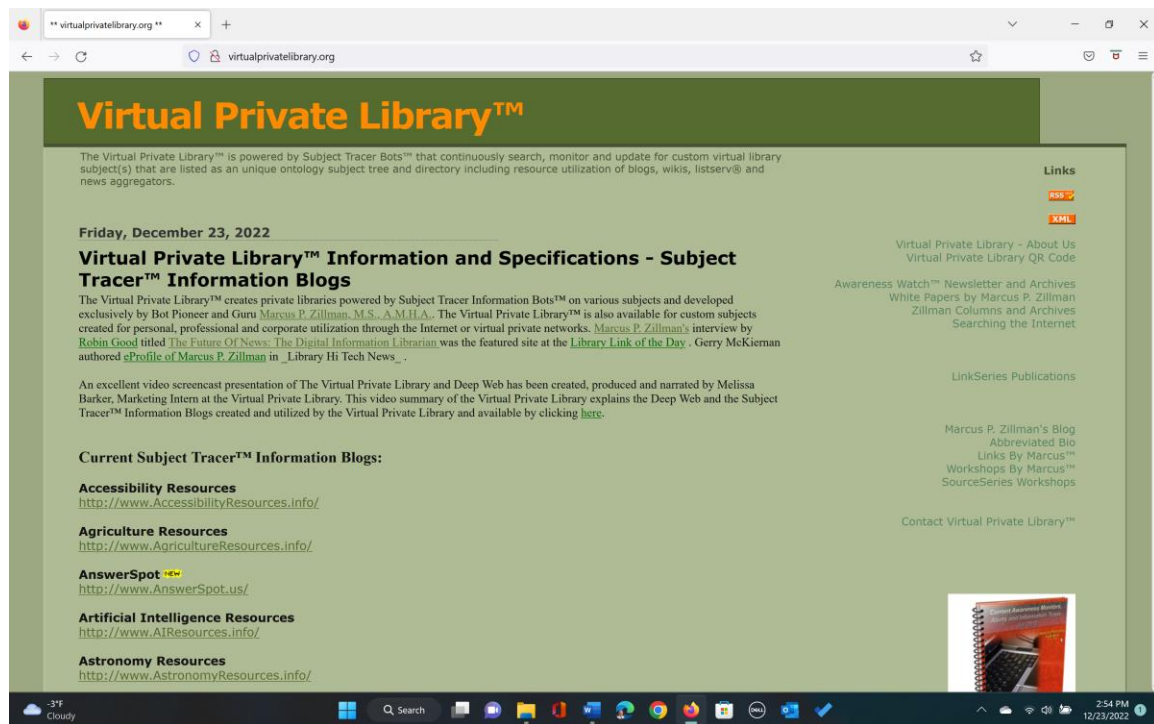 ** virtualprivatelibrary.org **
virtualprivatelibrary.org
Virtual Private Library™
The Virtual Private Library™ is powered by Subject Tracer Bots™ that continuously search, monitor and update for custom virtual library
subject(s) that are listed as an unique ontology subject tree and directory including resource utilization of blogs, wikis, listserv® and
news aggregators.
Links
RSS
XML
Friday, December 23, 2022
Virtual Private Library™ Information and Specifications - Subject
Tracer™ Information Blogs
The Virtual Private Library™ creates private libraries powered by Subject Tracer Information Bots™ on various subjects and developed
exclusively by Bot Pioneer and Guru Marcus P. Zillman, M.S., A.M.H.A.. The Virtual Private Library™ is also available for custom subjects
created for personal, professional and corporate utilization through the Internet or virtual private networks. Marcus P. Zillman's interview by
Robin Good titled The Future Of News: The Digital Information Librarian was the featured site at the Library Link of the Day . Gerry McKiernan
authored eProfile of Marcus P. Zillman in _Library Hi Tech News_ .
An excellent video screencast presentation of The Virtual Private Library and Deep Web has been created, produced and narrated by Melissa
Barker, Marketing Intern at the Virtual Private Library. This video summary of the Virtual Private Library explains the Deep Web and the Subject
Tracer™ Information Blogs created and utilized by the Virtual Private Library and available by clicking here.
Current Subject Tracer™ Information Blogs:
Accessibility Resources
http://www.AccessibilityResources.info/
Agriculture Resources
http://www.AgricultureResources.info/
AnswerSpot NEW
http://www.AnswerSpot.us/
Artificial Intelligence Resources
http://www.AIResources.info/
Astronomy Resources
http://www.AstronomyResources.info/
Virtual Private Library - About Us
Virtual Private Library QR Code
Awareness Watch™ Newsletter and Archives
White Papers by Marcus P. Zillman
Zillman Columns and Archives
Searching the Internet
LinkSeries Publications
Marcus P. Zillman's Blog
Abbreviated Bio
Links By Marcus™
Workshops By Marcus™
SourceSeries Workshops
Contact Virtual Private Library™
Current Awareness Monitors,
-3°F
Cloudy
Search
DELL
2:54 PM
12/23/2022
1